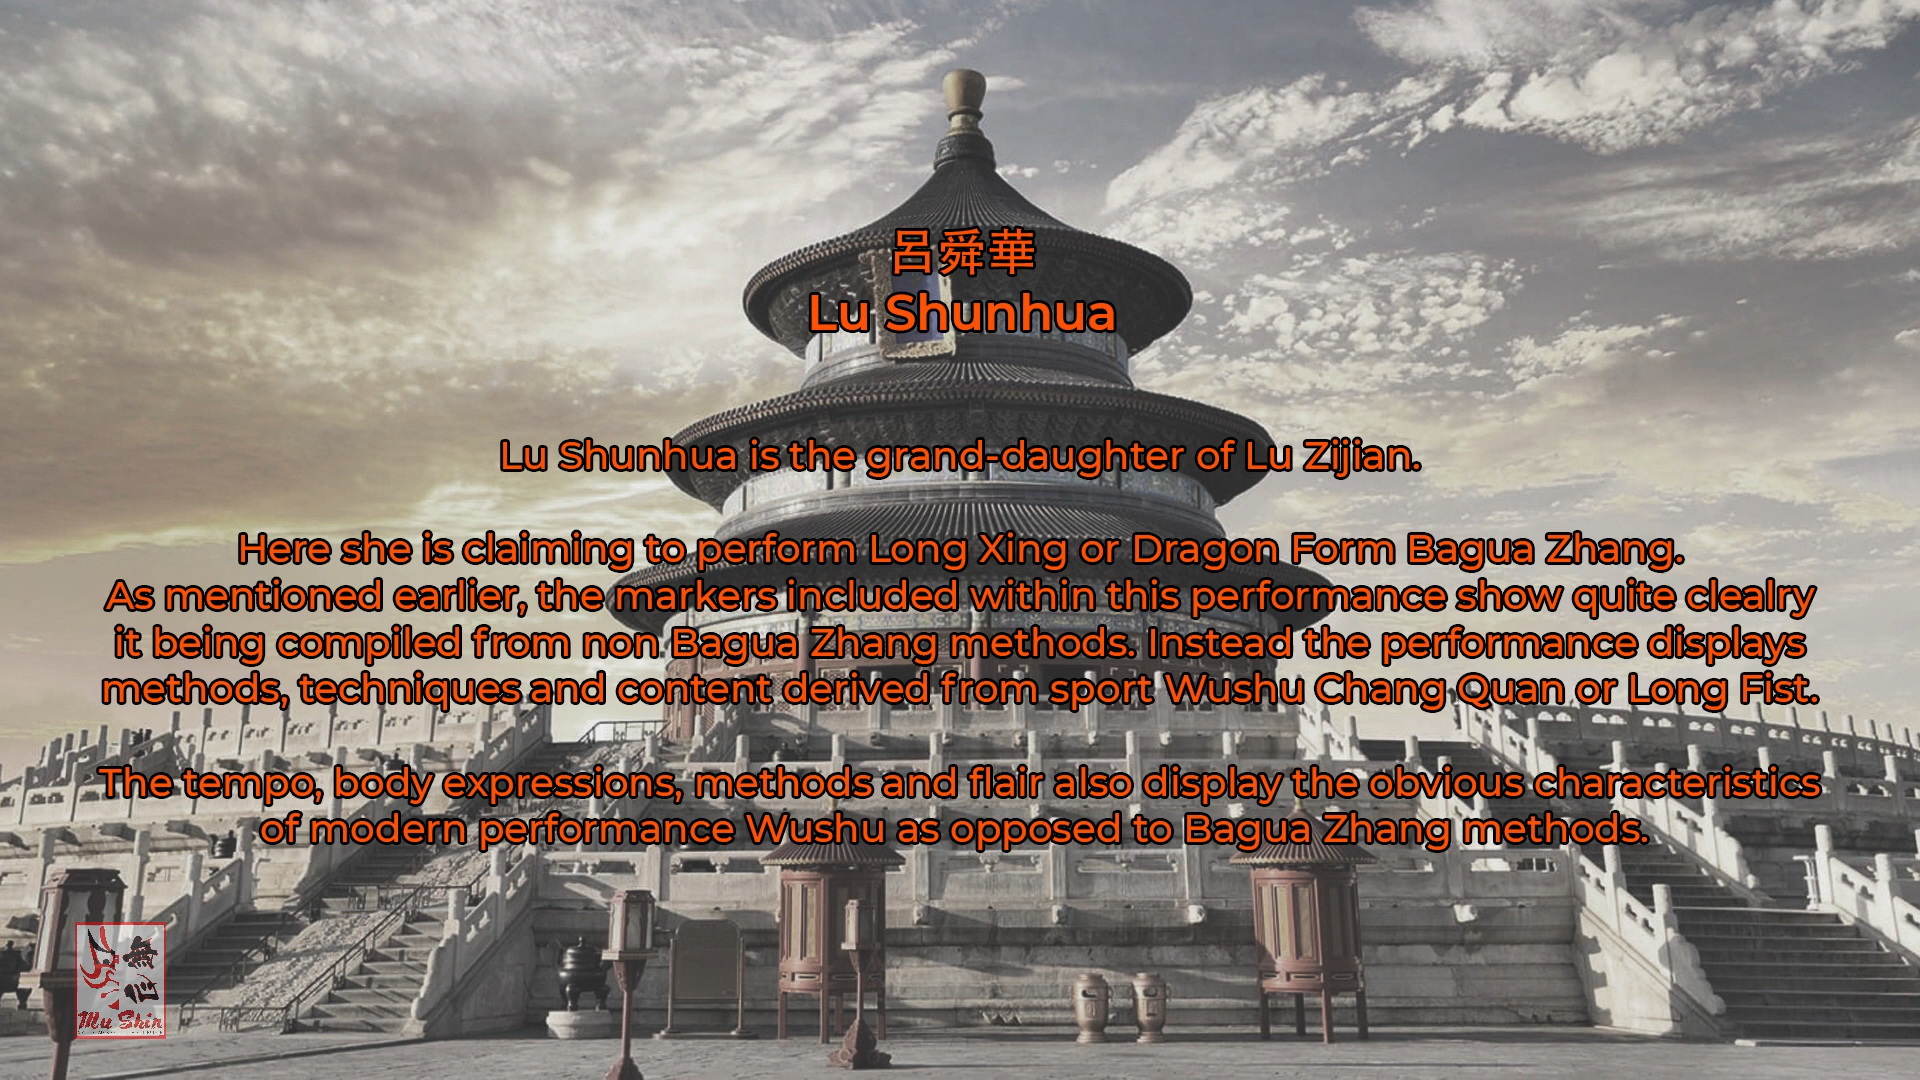 呂舜華
Lu Shunhua
Lu Shunhua is the grand-daughter of Lu Zijian.
Here she is claiming to perform Long Xing or Dragon Form Bagua Zhang.
As mentioned earlier, the markers included within this performance show quite clealry
it being compiled from non Bagua Zhang methods. Instead the performance displays
methods, techniques and content derived from sport Wushu Chang Quan or Long Fist.
The tempo, body expressions, methods and flair also display the obvious characteristics
of modern performance Wushu as opposed to Bagua Zhang methods.
無心
Mu Shin